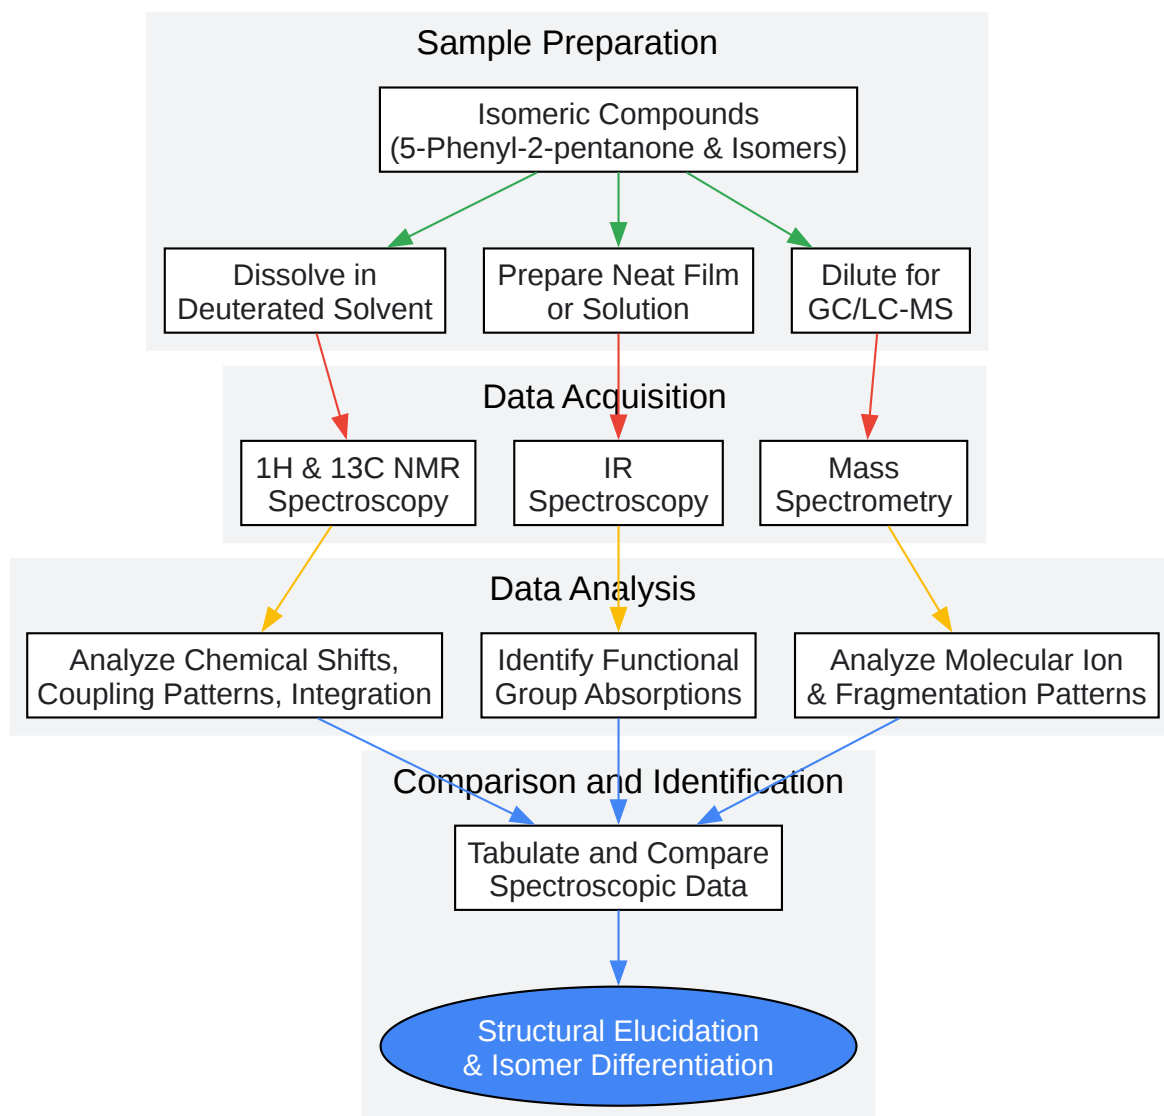 Sample Preparation
Isomeric Compounds
(5-Phenyl-2-pentanone & Isomers)
Dissolve in
Deuterated Solvent
Prepare Neat Film
or Solution
Dilute for
GC/LC-MS
Data Acquisition
1H & 13C NMR
Spectroscopy
IR
Spectroscopy
Mass
Spectrometry
Data Analysis
Analyze Chemical Shifts,
Coupling Patterns, Integration
Identify Functional
Group Absorptions
Analyze Molecular Ion
& Fragmentation Patterns
Comparison and Identification
Tabulate and Compare
Spectroscopic Data
Structural Elucidation
& Isomer Differentiation